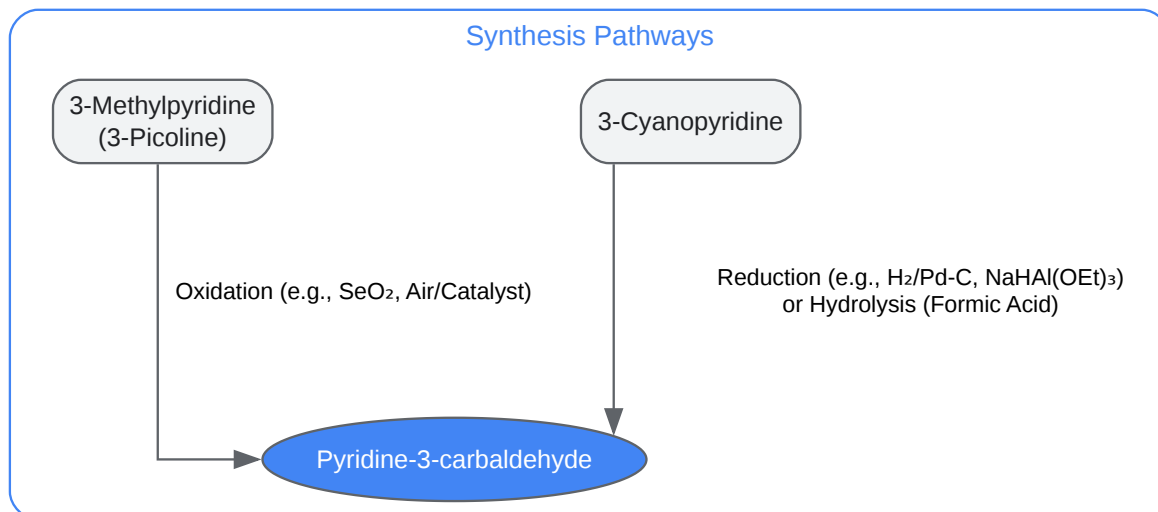 Synthesis Pathways
3-Methylpyridine
(3-Picoline)
3-Cyanopyridine
Oxidation (e.g., SeO₂, Air/Catalyst)
Reduction (e.g., H₂/Pd-C, NaHAl(OEt)₃)
or Hydrolysis (Formic Acid)
Pyridine-3-carbaldehyde